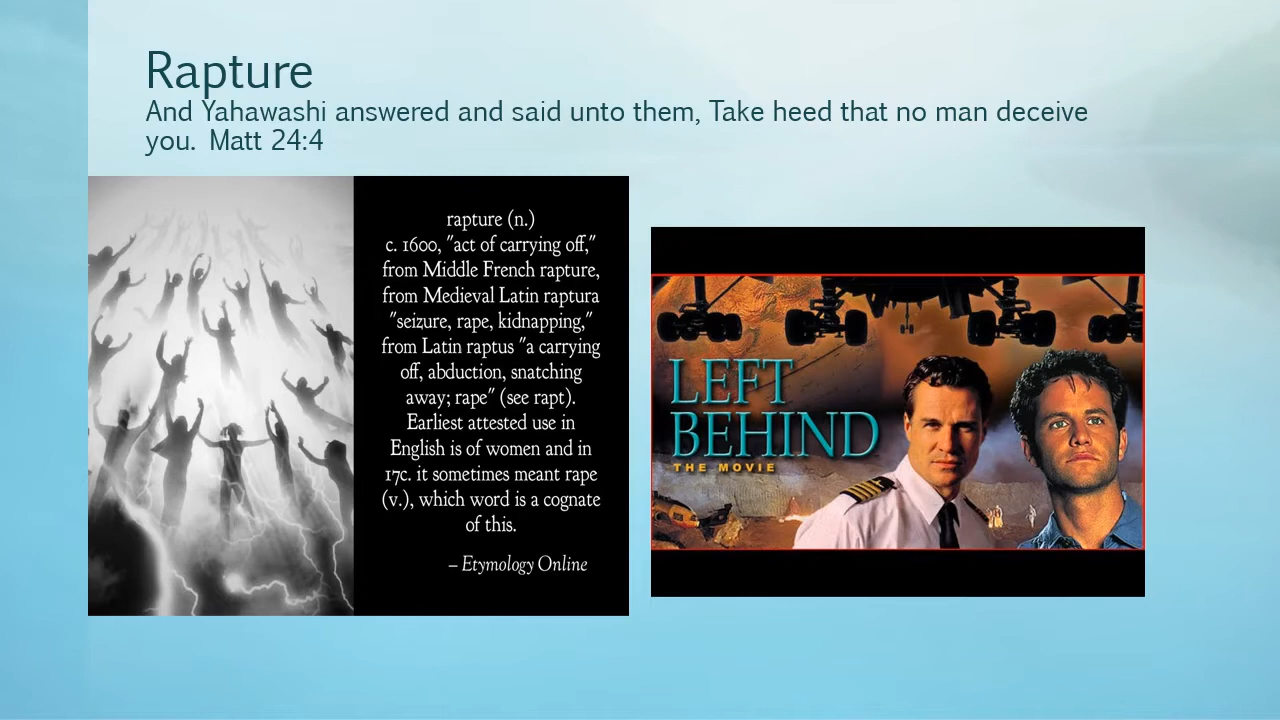 Rapture
And Yahawashi answered and said unto them, Take heed that no man deceive
you.  Matt 24:4
rapture (n.)
c. 1600, "act of carrying off,"
from Middle French rapture,
from Medieval Latin raptura
"seizure, rape, kidnapping,"
from Latin raptus "a carrying
off, abduction, snatching
away; rape" (see rapt).
Earliest attested use in
English is of women and in
17c. it sometimes meant rape
(v.), which word is a cognate
of this.
– Etymology Online
LEFT
BEHIND
THE MOVIE